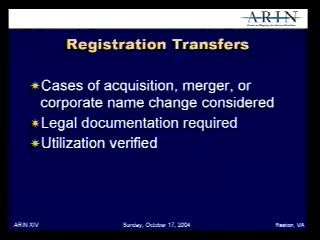 ARIN
Registration Transfers
Cases of acquisition, merger, or
corporate name change considered
Legal documentation required
Utilization verified
ARIN XIV Sunday, October 17, 2004 Reston, VA